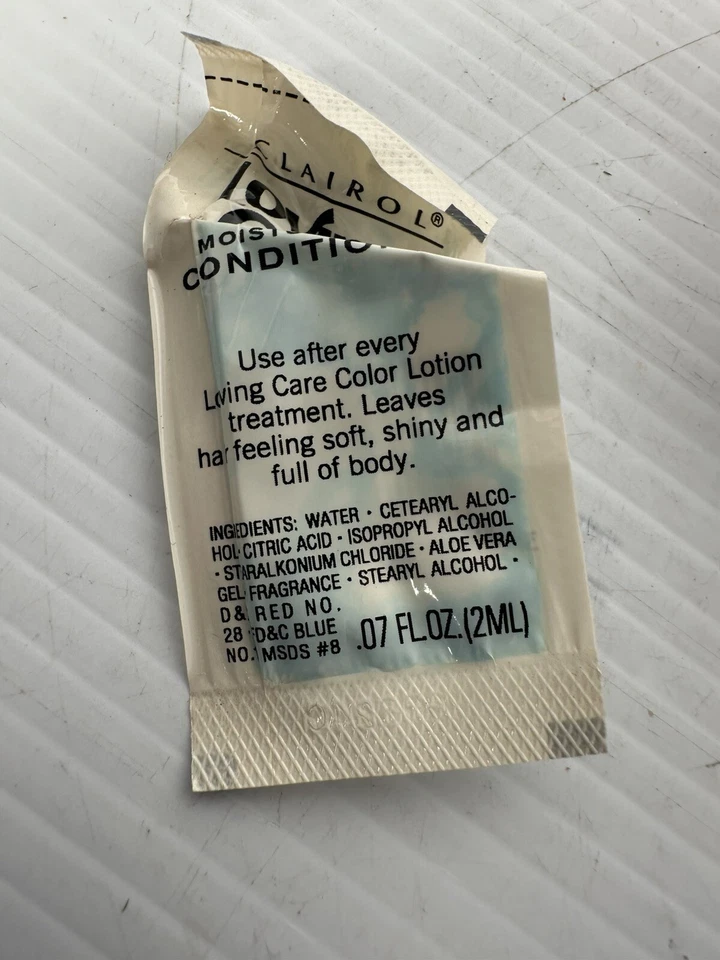 CLAIROL®
MOIST
CONDITIO
Use after every
Loving Care Color Lotion
treatment. Leaves
hair feeling soft, shiny and
full of body.
INGREDIENTS: WATER • CETEARYL ALCO-
HOL • CITRIC ACID • ISOPROPYL ALCOHOL
• STEARALKONIUM CHLORIDE • ALOE VERA
GEL • FRAGRANCE • STEARYL ALCOHOL •
D&C RED NO.
28 • FD&C BLUE
NO. 1 MSDS #8
.07 FL.OZ.(2ML)